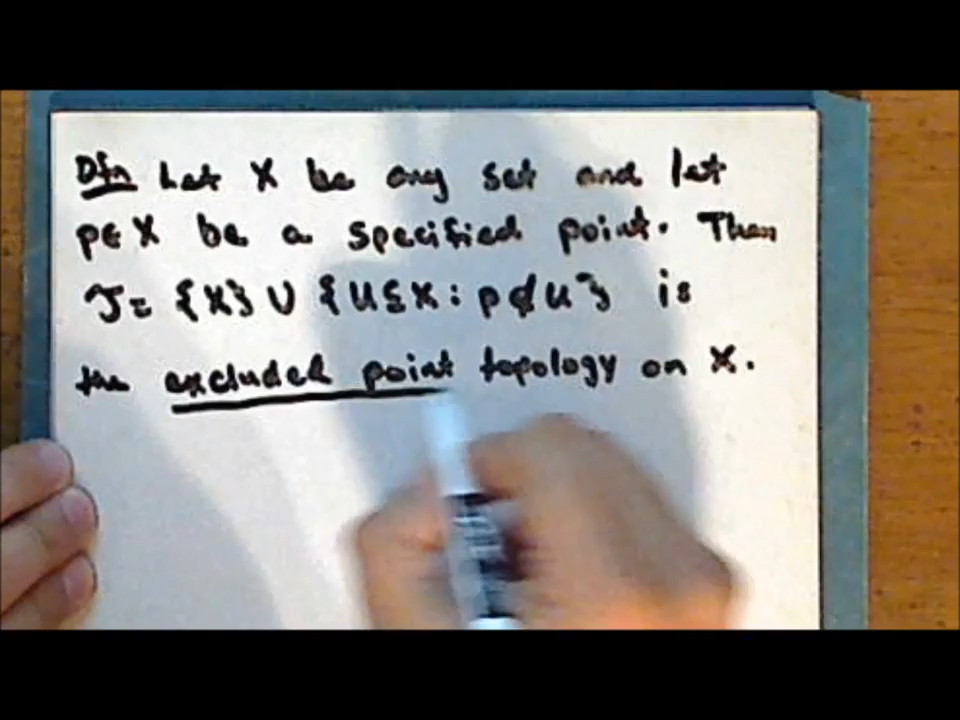 Dfn Let X be any set and let
p∈X be a specified point. Then
𝒯= {X} ∪ {U⊆X : p∉U} is
the excluded point topology on X.